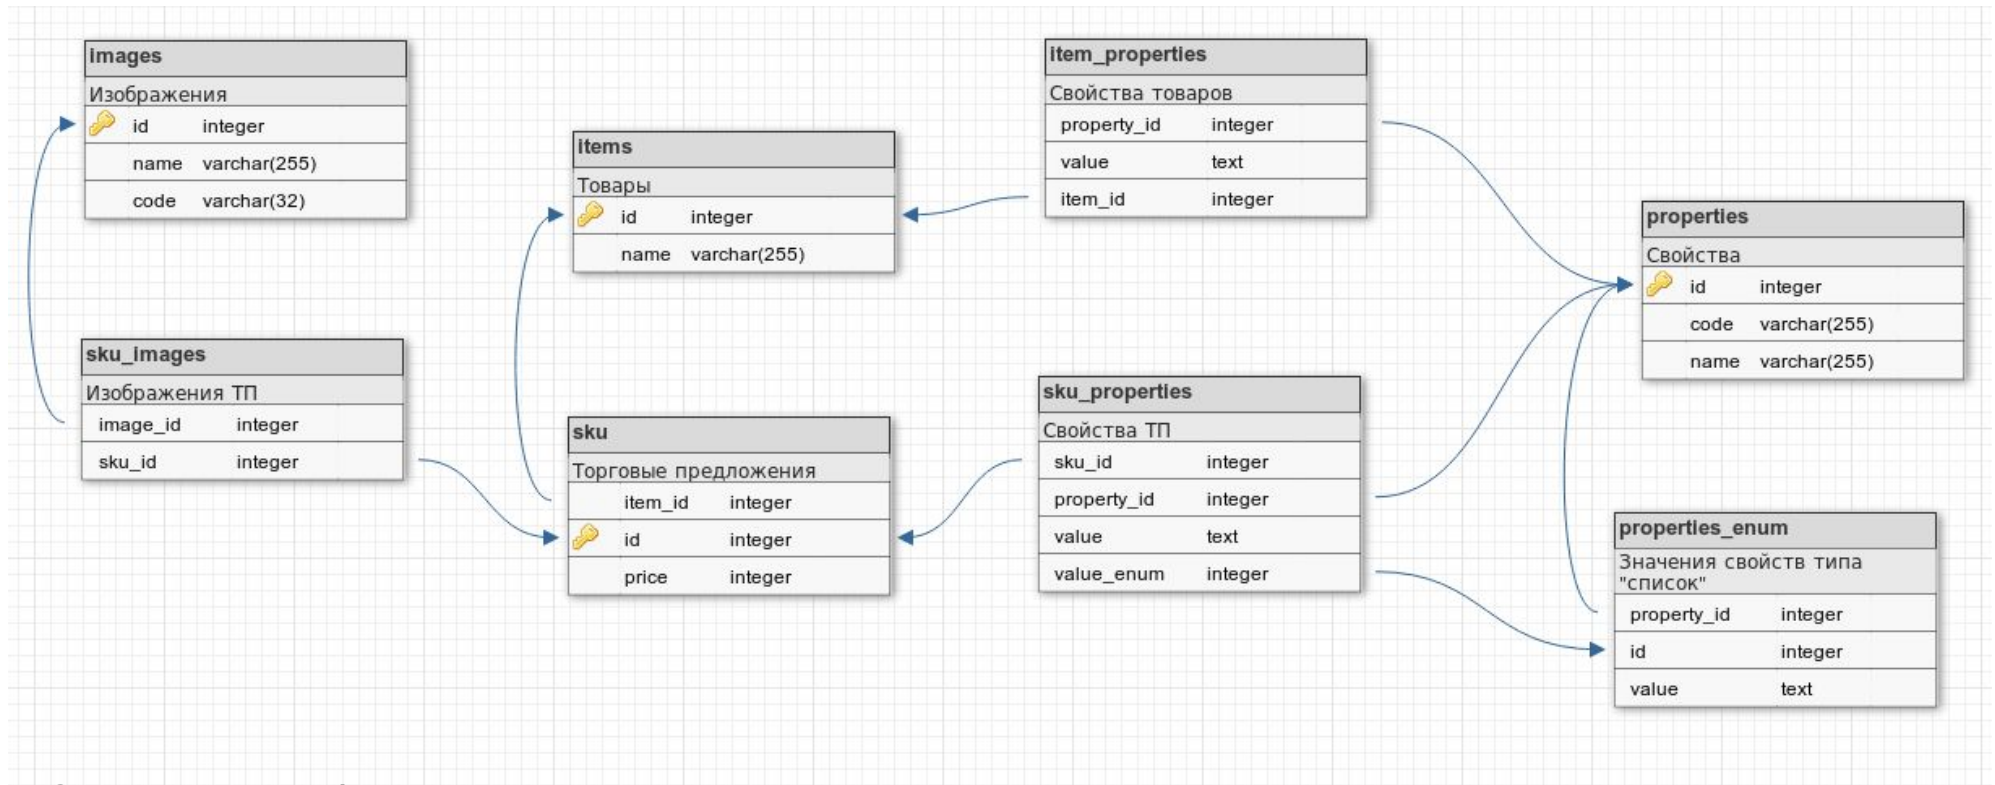 images
Изображения
id integer
name varchar(255)
code varchar(32)
items
Товары
id integer
name varchar(255)
item_properties
Свойства товаров
property_id integer
value text
item_id integer
properties
Свойства
id integer
code varchar(255)
name varchar(255)
sku_images
Изображения ТП
image_id integer
sku_id integer
sku
Торговые предложения
item_id integer
id integer
price integer
sku_properties
Свойства ТП
sku_id integer
property_id integer
value text
value_enum integer
properties_enum
Значения свойств типа
"список"
property_id integer
id integer
value text